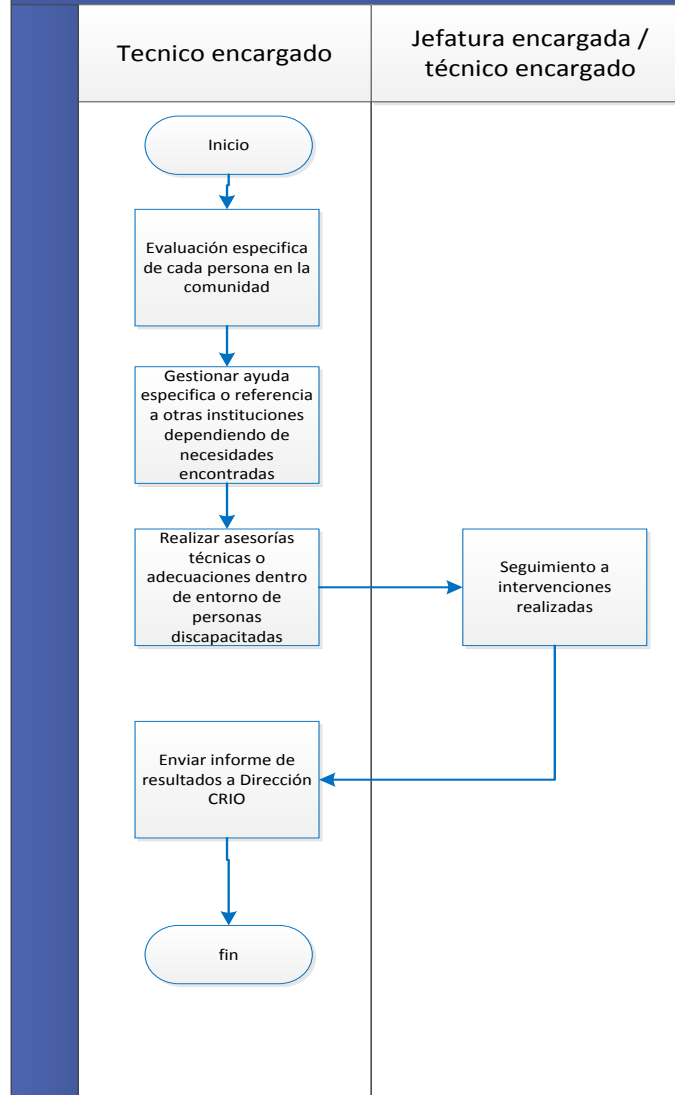 Tecnico encargado
Jefatura encargada /
técnico encargado
Inicio
Evaluación especifica
de cada persona en la
comunidad
Gestionar ayuda
especifica o referencia
a otras instituciones
dependiendo de
necesidades
encontradas
Realizar asesorías
técnicas o
adecuaciones dentro
de entorno de
personas
discapacitadas
Seguimiento a
intervenciones
realizadas
Enviar informe de
resultados a Dirección
CRIO
fin